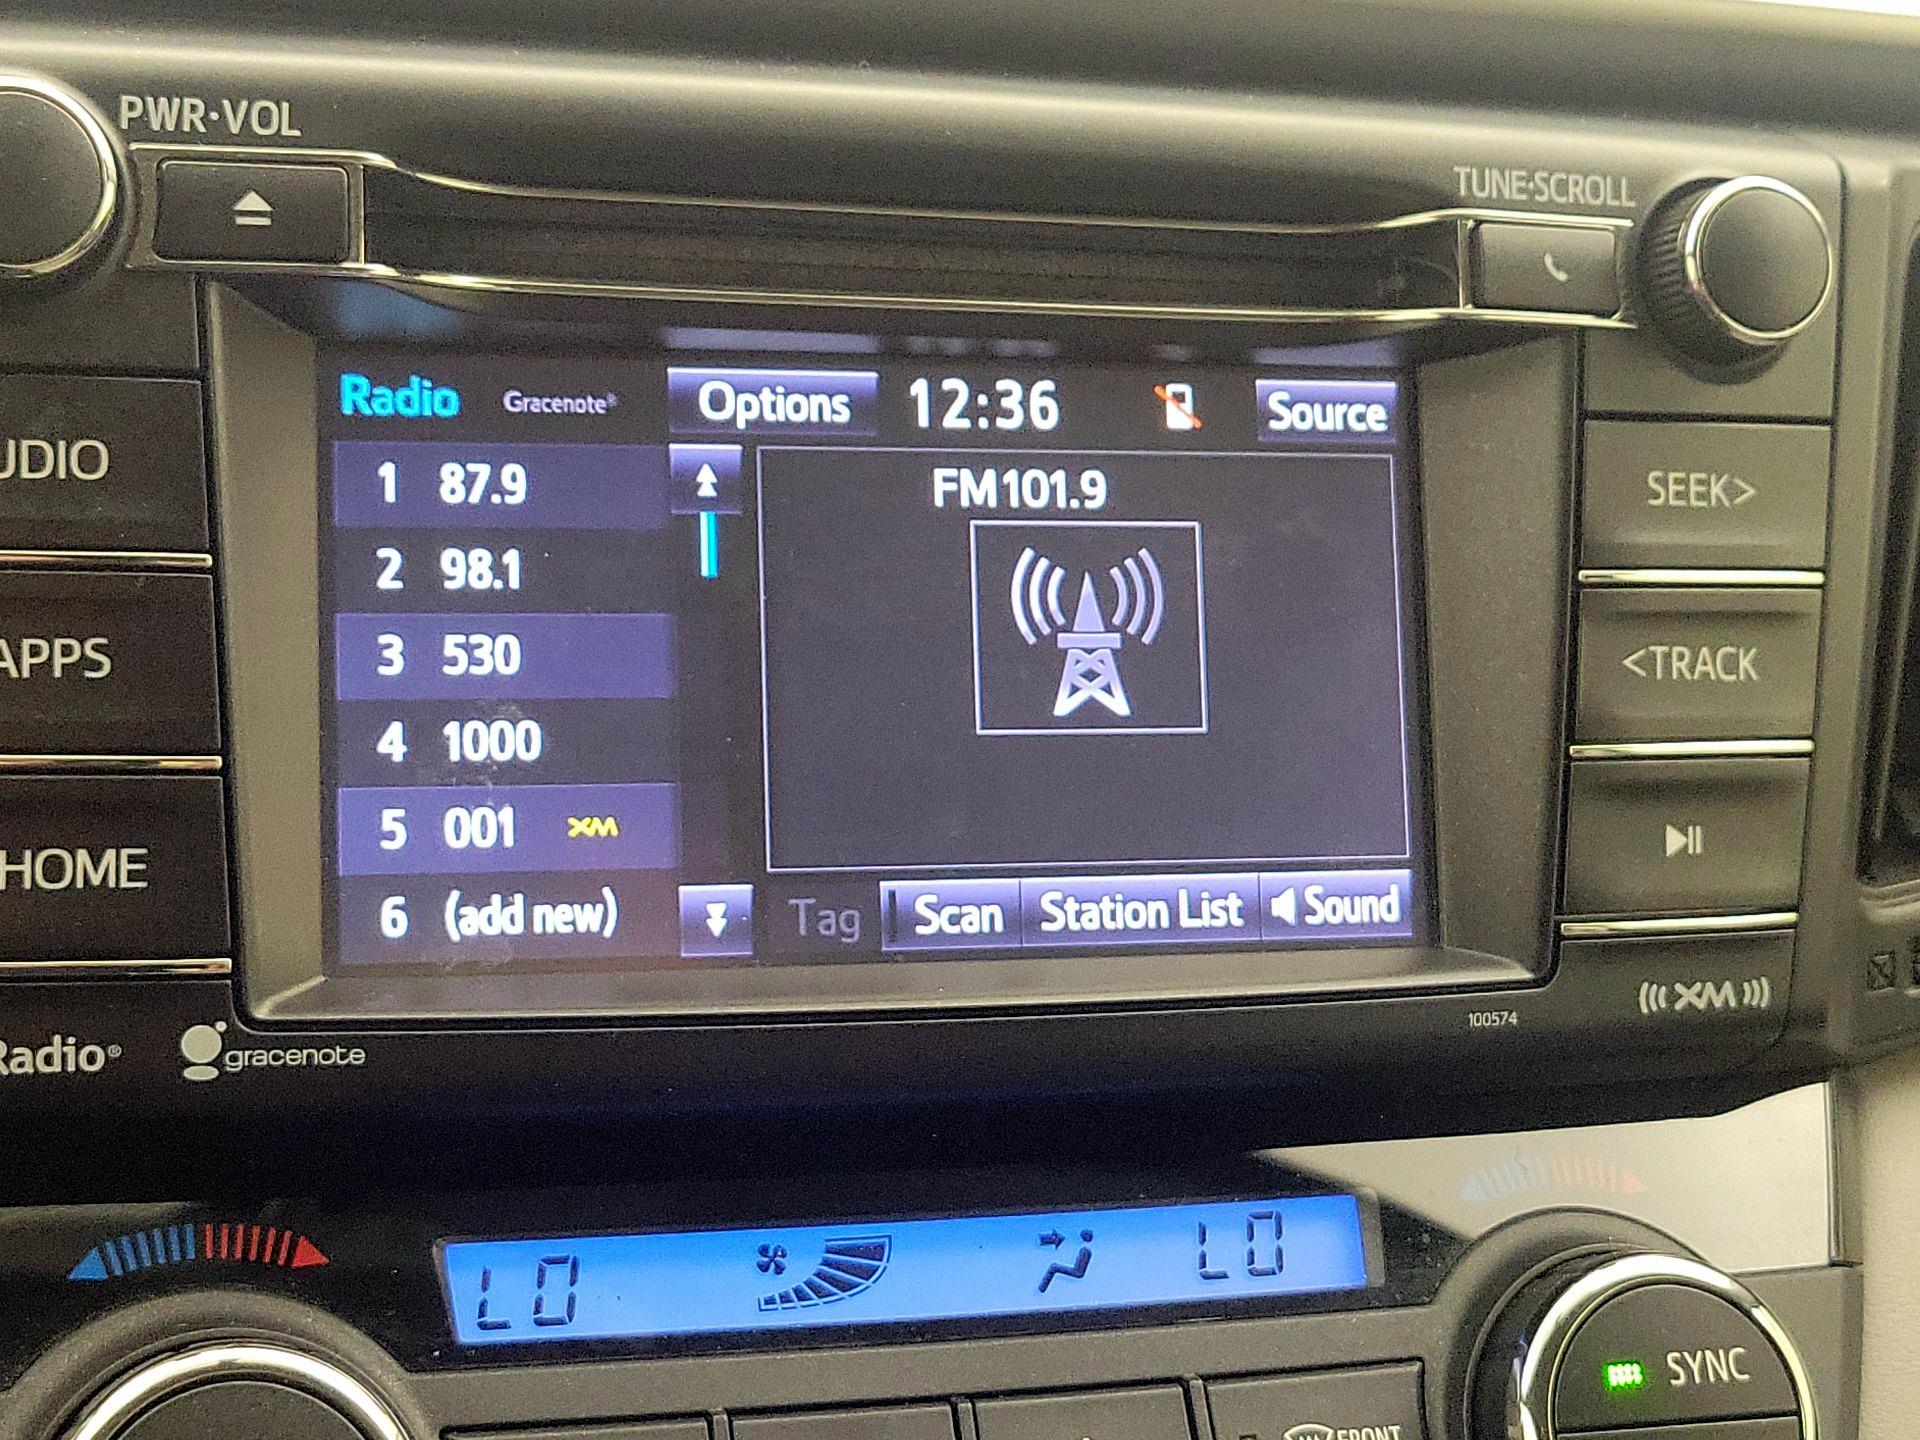 PWR·VOL
TUNE·SCROLL
Radio Gracenote® Options 12:36 Source
1 87.9
2 98.1
3 530
4 1000
5 001 XM
6 (add new)
FM101.9
Tag Scan Station List Sound
UDIO
APPS
HOME
Radio®
gracenote
SEEK>
<TRACK
XM
100574
LO LO
SYNC
FRONT